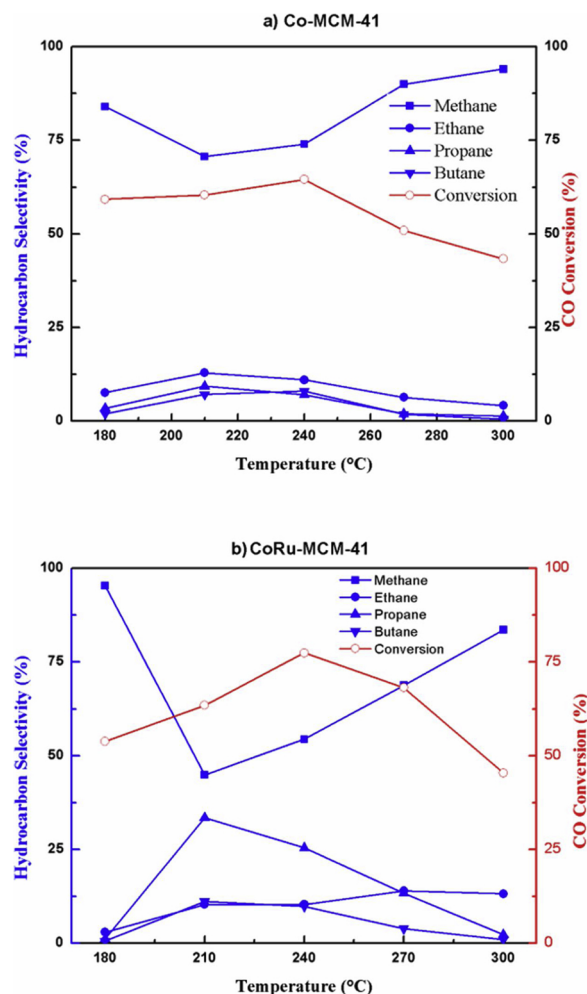 a) Co-MCM-41
100
75
50
25
0
Hydrocarbon Selectivity (%)
Methane
Ethane
Propane
Butane
Conversion
100
75
50
25
0
CO Conversion (%)
180 200 220 240 260 280 300
Temperature (°C)
b) CoRu-MCM-41
100
75
50
25
0
Hydrocarbon Selectivity (%)
Methane
Ethane
Propane
Butane
Conversion
100
75
50
25
0
CO Conversion (%)
180 210 240 270 300
Temperature (°C)